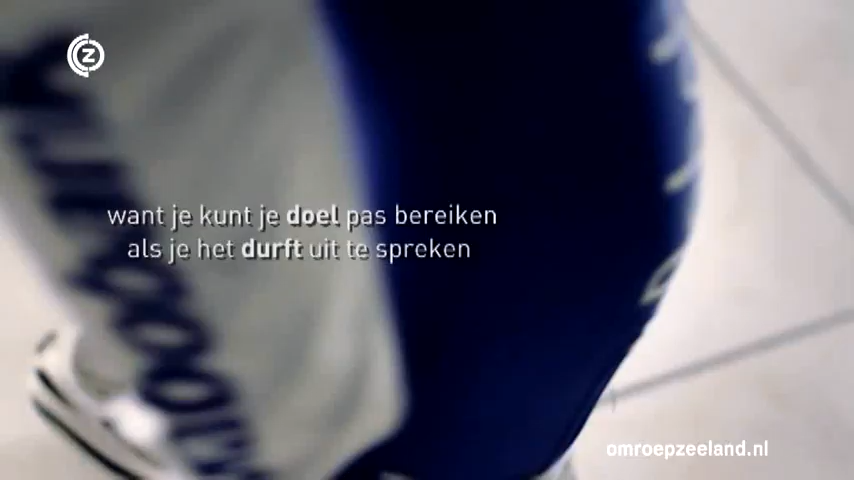 Z
want je kunt je doel pas bereiken
als je het durft uit te spreken
omroepzeeland.nl